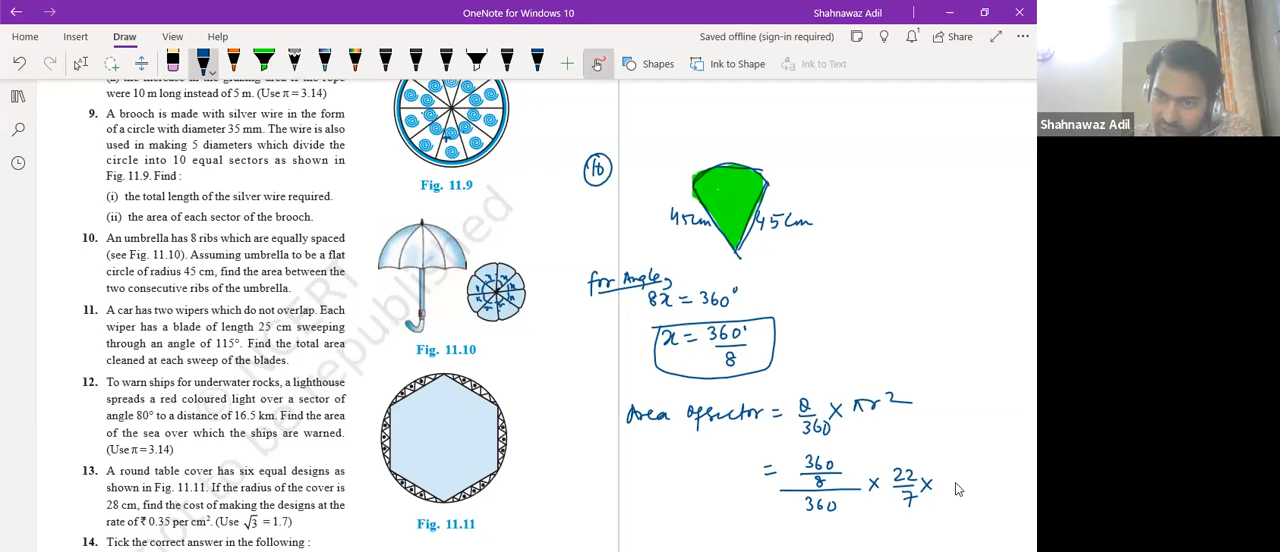 OneNote for Windows 10
Shahnawaz Adil
Home Insert Draw View Help
Saved offline (sign-in required)
Share
Shapes
Ink to Shape
Ink to Text
were 10 m long instead of 5 m. (Use π = 3.14)
9. A brooch is made with silver wire in the form
of a circle with diameter 35 mm. The wire is also
used in making 5 diameters which divide the
circle into 10 equal sectors as shown in
Fig. 11.9. Find :
(i) the total length of the silver wire required.
(ii) the area of each sector of the brooch.
Fig. 11.9
10. An umbrella has 8 ribs which are equally spaced
(see Fig. 11.10). Assuming umbrella to be a flat
circle of radius 45 cm, find the area between the
two consecutive ribs of the umbrella.
11. A car has two wipers which do not overlap. Each
wiper has a blade of length 25 cm sweeping
through an angle of 115°. Find the total area
cleaned at each sweep of the blades.
Fig. 11.10
12. To warn ships for underwater rocks, a lighthouse
spreads a red coloured light over a sector of
angle 80° to a distance of 16.5 km. Find the area
of the sea over which the ships are warned.
(Use π = 3.14)
13. A round table cover has six equal designs as
shown in Fig. 11.11. If the radius of the cover is
28 cm, find the cost of making the designs at the
rate of ₹ 0.35 per cm². (Use √3 = 1.7)
Fig. 11.11
14. Tick the correct answer in the following :
© NCERT
not to be republished
10
45cm 45cm
for Angle,
8x = 360°
x = 360°/8
Area of sector = θ/360 × πr2
= 360/8/360 × 22/7 ×
Shahnawaz Adil